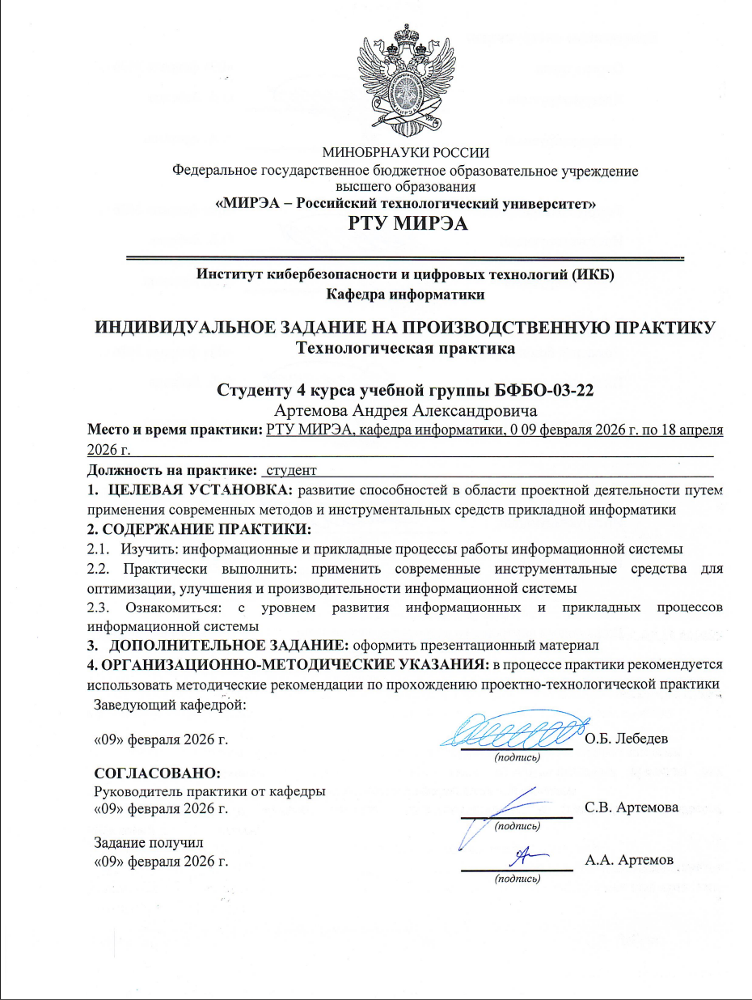 МИНОБРНАУКИ РОССИИ
Федеральное государственное бюджетное образовательное учреждение
высшего образования
«МИРЭА – Российский технологический университет»
РТУ МИРЭА
Институт кибербезопасности и цифровых технологий (ИКБ)
Кафедра информатики
ИНДИВИДУАЛЬНОЕ ЗАДАНИЕ НА ПРОИЗВОДСТВЕННУЮ ПРАКТИКУ
Технологическая практика
Студенту 4 курса учебной группы БФБО-03-22
Артемова Андрея Александровича
Место и время практики: РТУ МИРЭА, кафедра информатики, 0 09 февраля 2026 г. по 18 апреля
2026 г.
Должность на практике: студент
1. ЦЕЛЕВАЯ УСТАНОВКА: развитие способностей в области проектной деятельности путем
применения современных методов и инструментальных средств прикладной информатики
2. СОДЕРЖАНИЕ ПРАКТИКИ:
2.1. Изучить: информационные и прикладные процессы работы информационной системы
2.2. Практически выполнить: применить современные инструментальные средства для
оптимизации, улучшения и производительности информационной системы
2.3. Ознакомиться: с уровнем развития информационных и прикладных процессов
информационной системы
3. ДОПОЛНИТЕЛЬНОЕ ЗАДАНИЕ: оформить презентационный материал
4. ОРГАНИЗАЦИОННО-МЕТОДИЧЕСКИЕ УКАЗАНИЯ: в процессе практики рекомендуется
использовать методические рекомендации по прохождению проектно-технологической практики
Заведующий кафедрой:
«09» февраля 2026 г. О.Б. Лебедев
(подпись)
СОГЛАСОВАНО:
Руководитель практики от кафедры
«09» февраля 2026 г. С.В. Артемова
(подпись)
Задание получил
«09» февраля 2026 г. А.А. Артемов
(подпись)